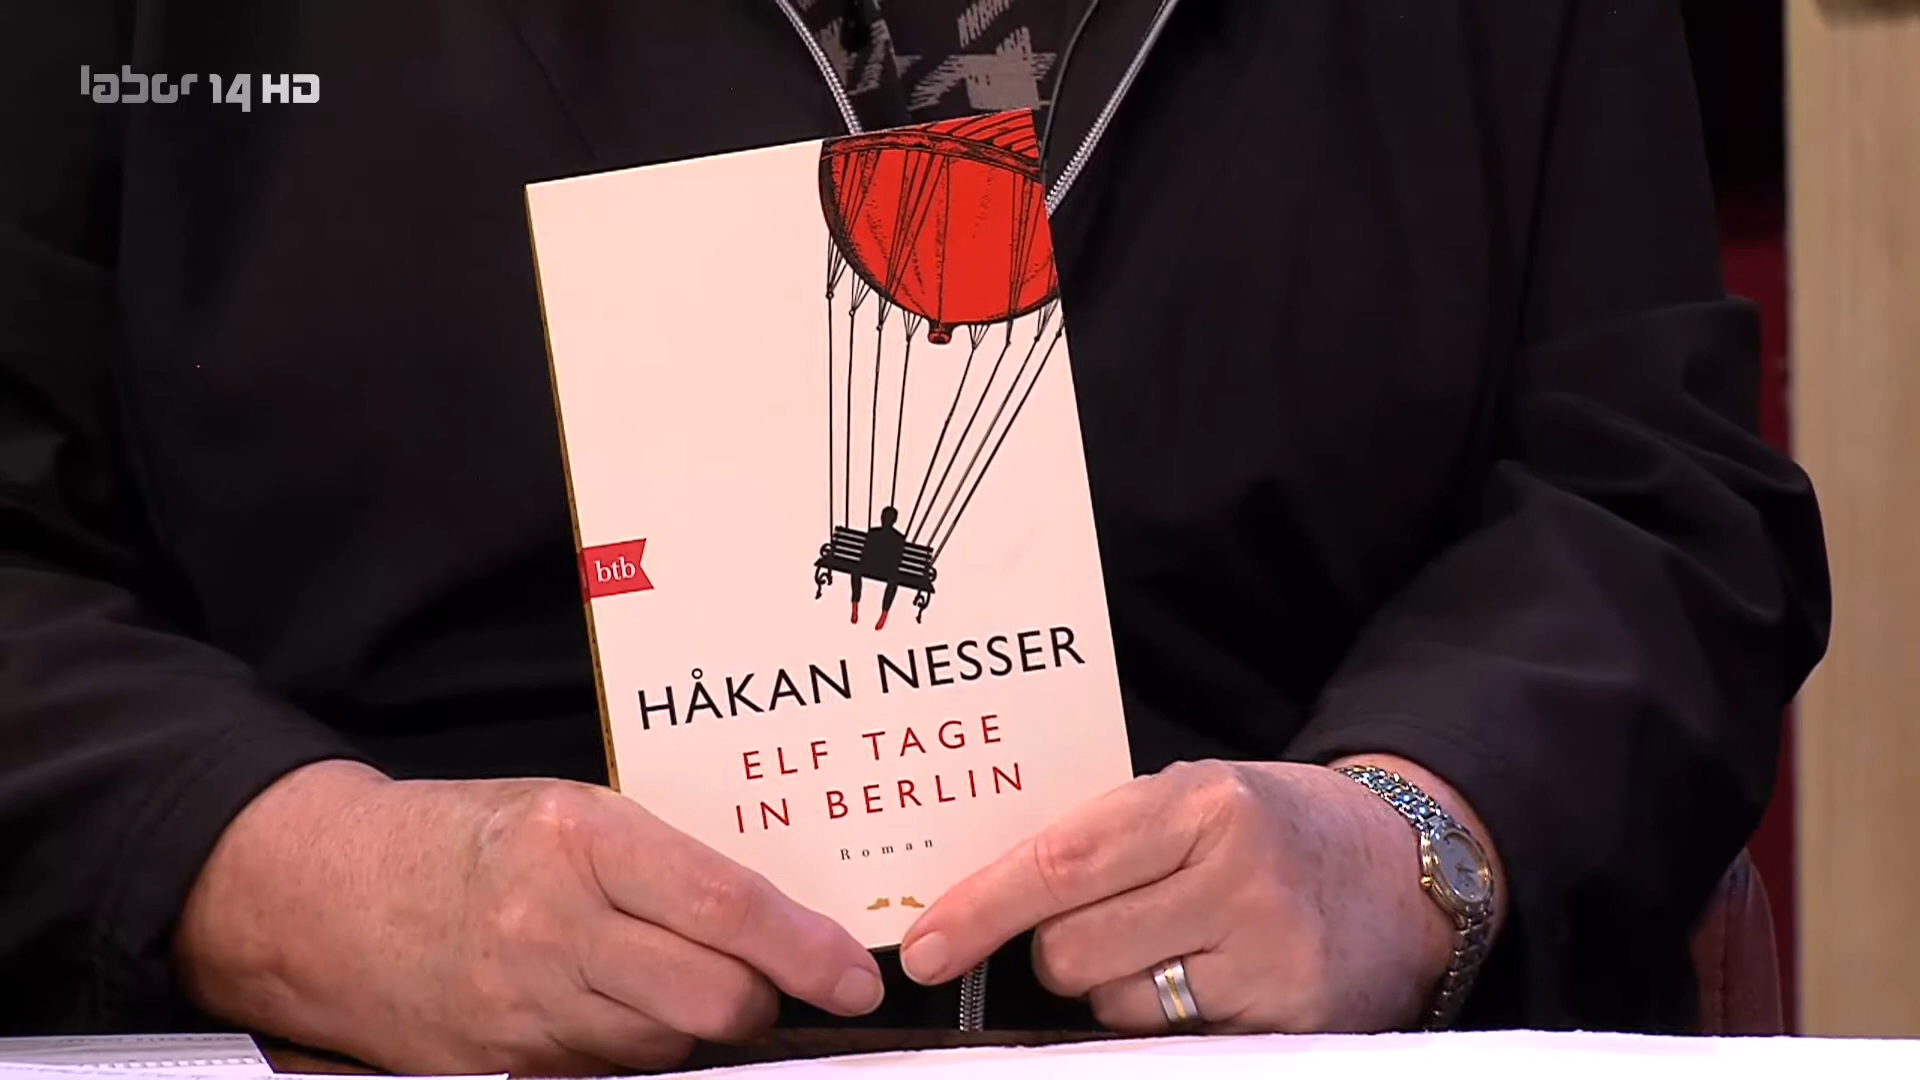 labor 14 HD
btb
HÅKAN NESSER
ELF TAGE
IN BERLIN
Roman